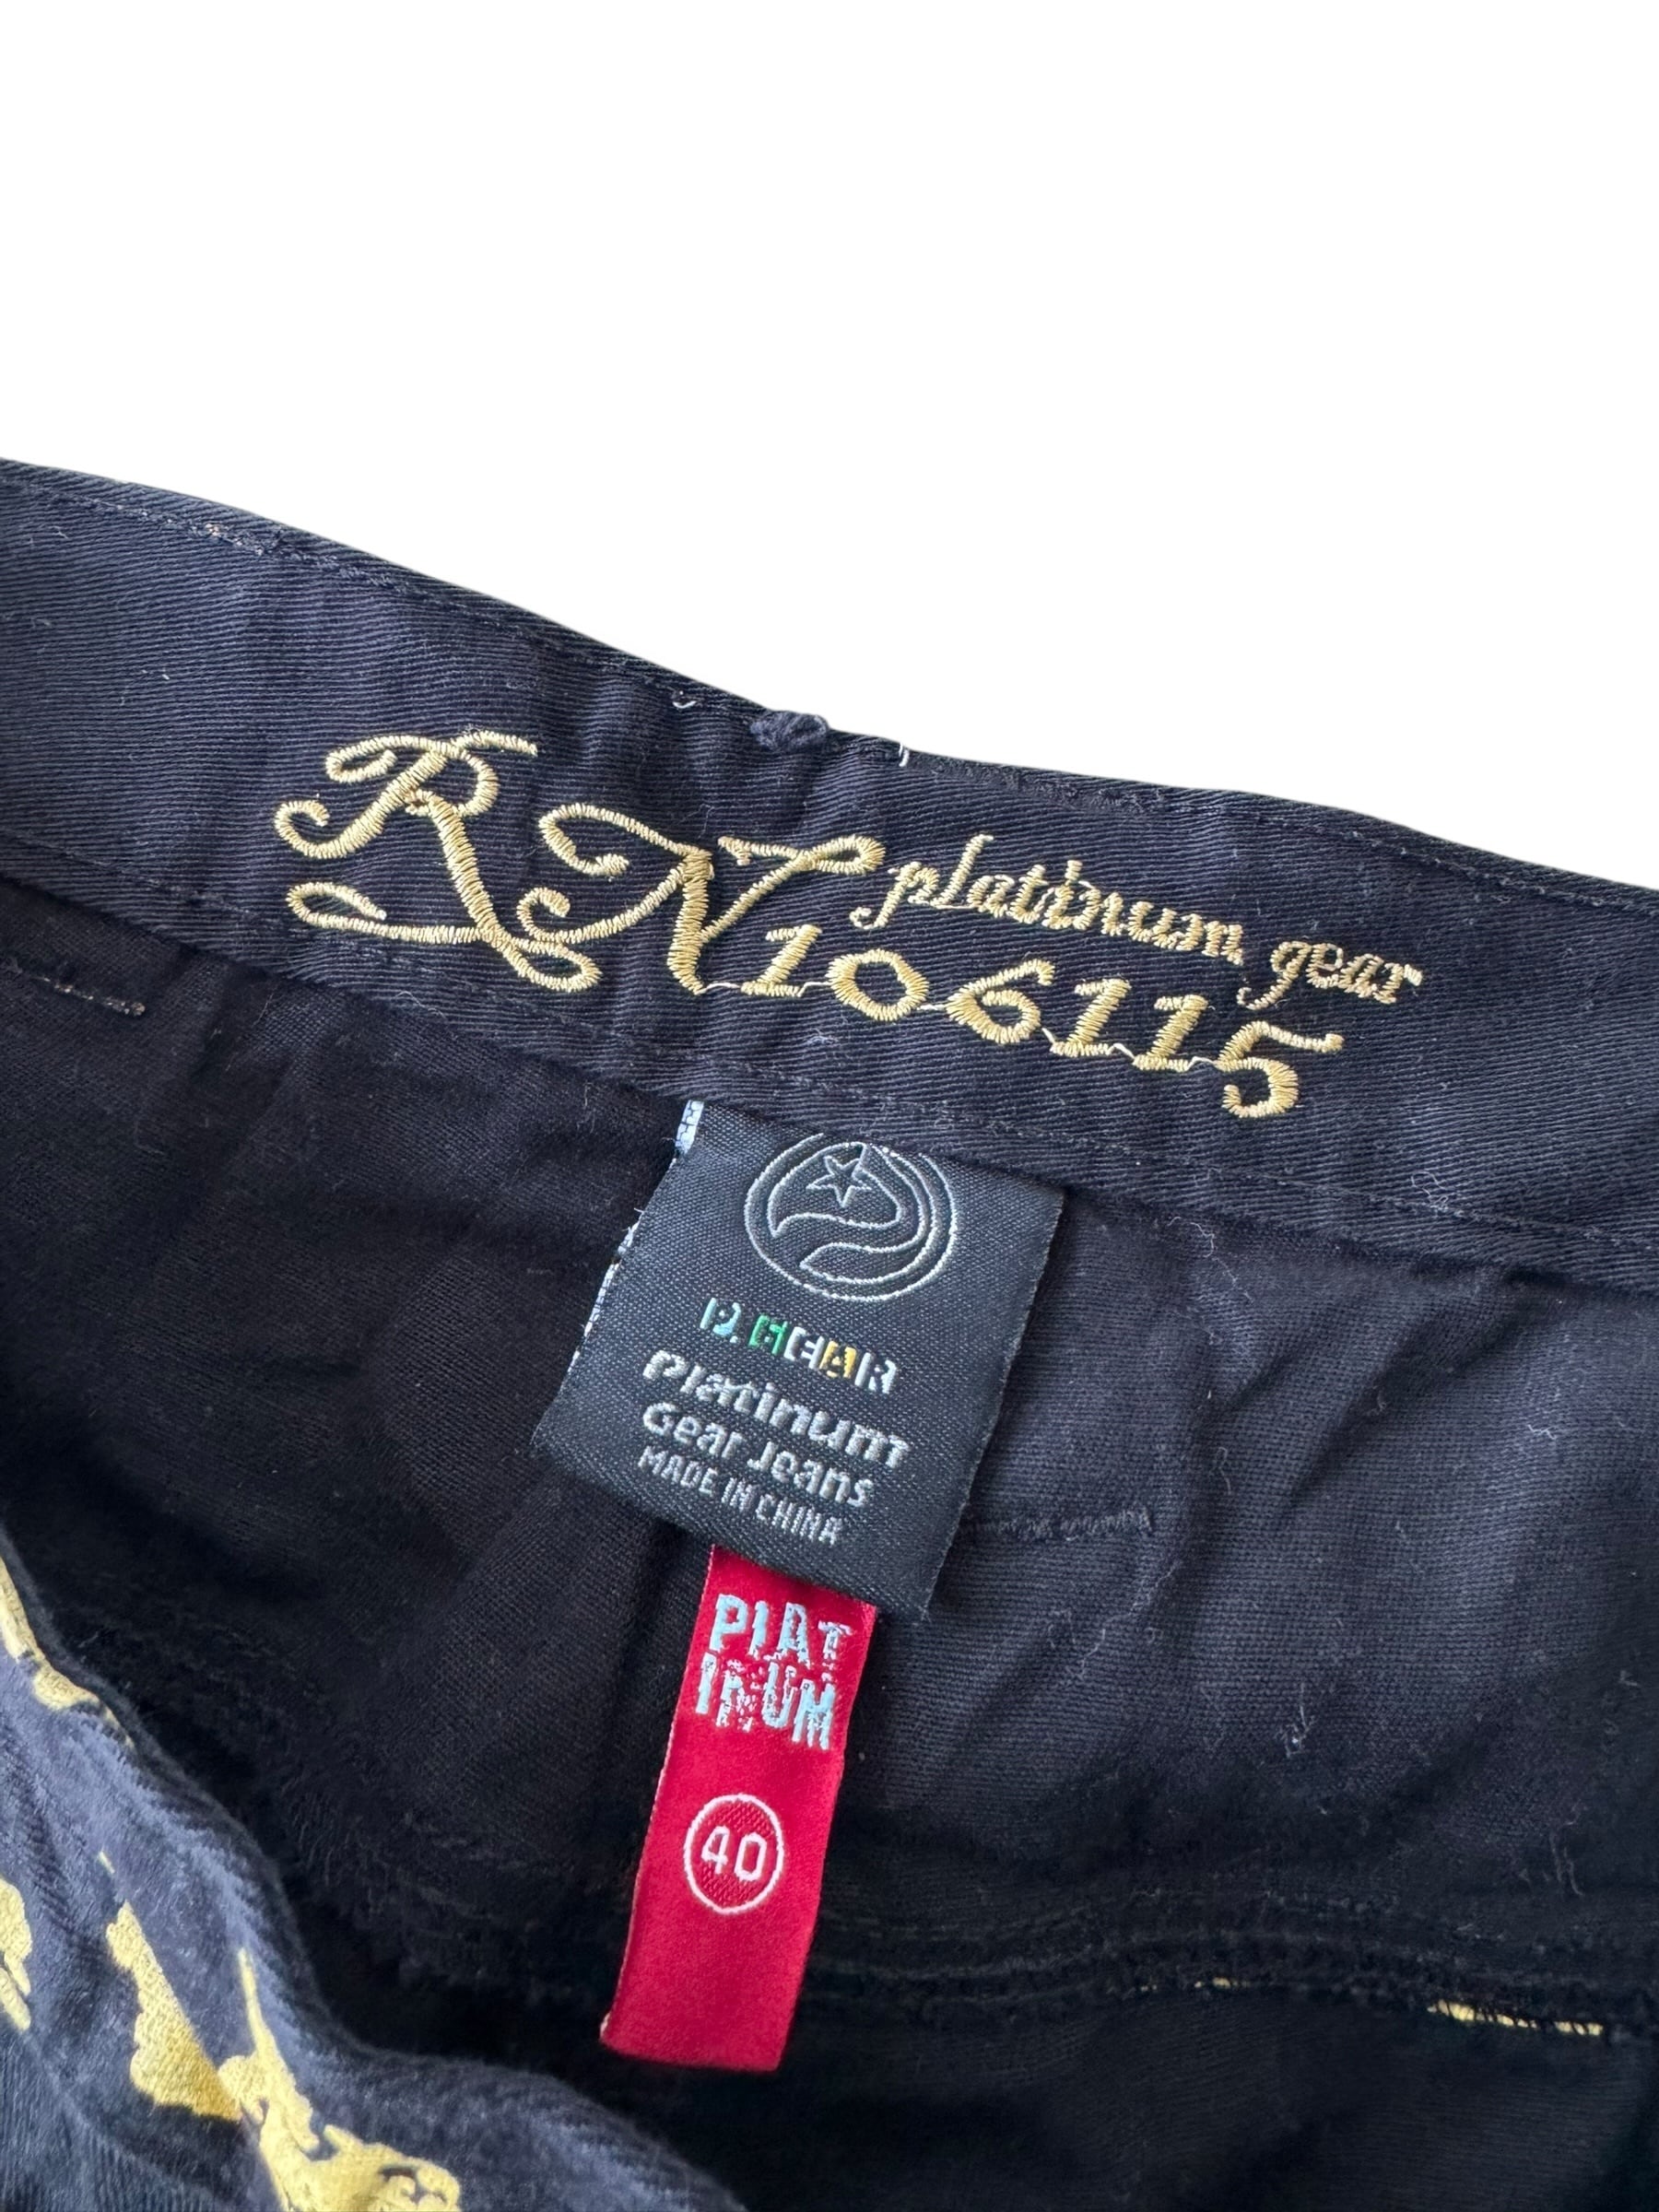 RN platinum gear
106115
P. GEAR
Platinum
Gear Jeans
MADE IN CHINA
PLAT
INUM
40